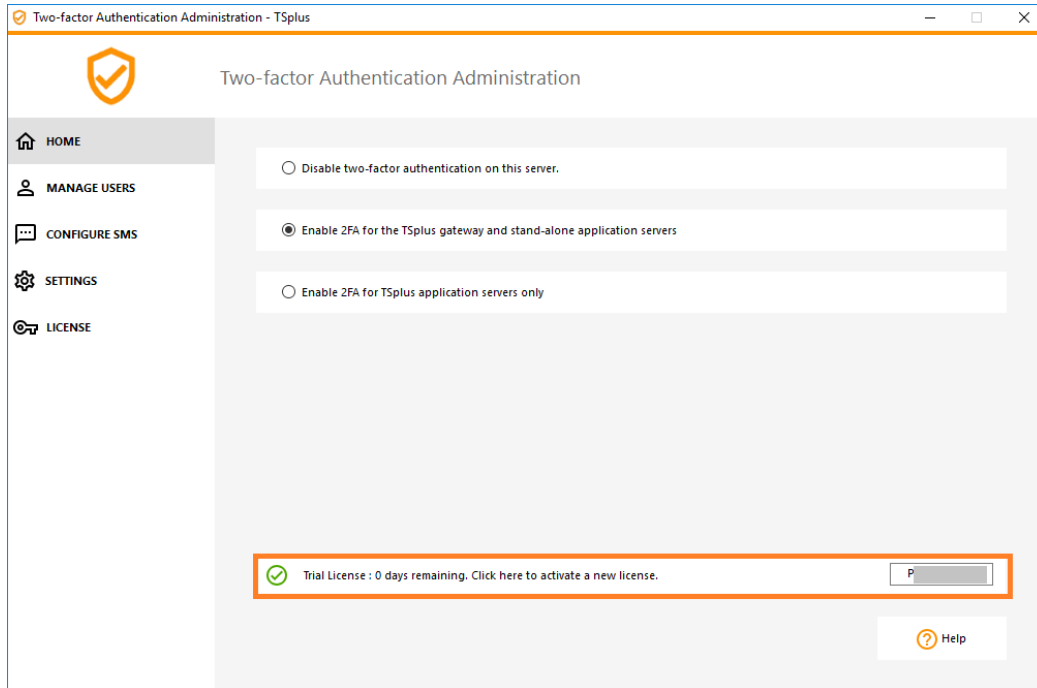 Two-factor Authentication Administration - TSplus
Two-factor Authentication Administration
HOME
MANAGE USERS
CONFIGURE SMS
SETTINGS
LICENSE
Disable two-factor authentication on this server.
Enable 2FA for the TSplus gateway and stand-alone application servers
Enable 2FA for TSplus application servers only
Trial License : 0 days remaining. Click here to activate a new license.
P
Help